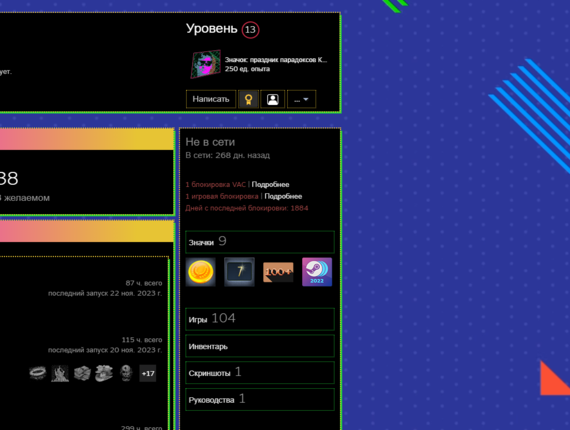 Уровень 13
Значок: праздник парадоксов К...
250 ед. опыта
ует.
Написать
...
38
желаемом
Не в сети
В сети: 268 дн. назад
1 блокировка VAC | Подробнее
1 игровая блокировка | Подробнее
Дней с последней блокировки: 1884
Значки 9
100+
2022
87 ч. всего
последний запуск 22 ноя. 2023 г.
Игры 104
115 ч. всего
последний запуск 20 ноя. 2023 г.
Инвентарь
+17
Скриншоты 1
Руководства 1
299 ч. всего